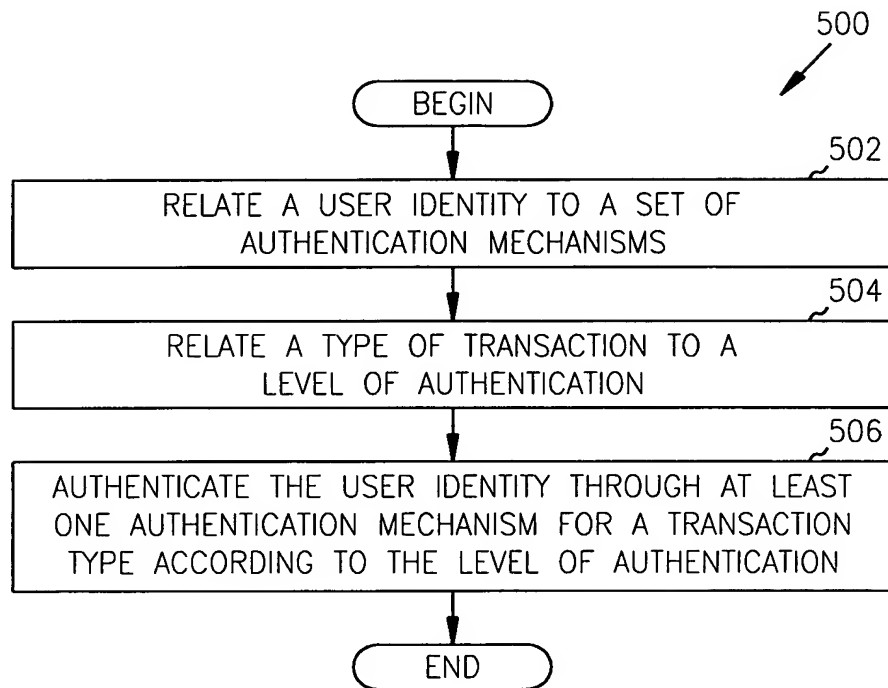 500
BEGIN
502
RELATE A USER IDENTITY TO A SET OF
AUTHENTICATION MECHANISMS
504
RELATE A TYPE OF TRANSACTION TO A
LEVEL OF AUTHENTICATION
506
AUTHENTICATE THE USER IDENTITY THROUGH AT LEAST
ONE AUTHENTICATION MECHANISM FOR A TRANSACTION
TYPE ACCORDING TO THE LEVEL OF AUTHENTICATION
END